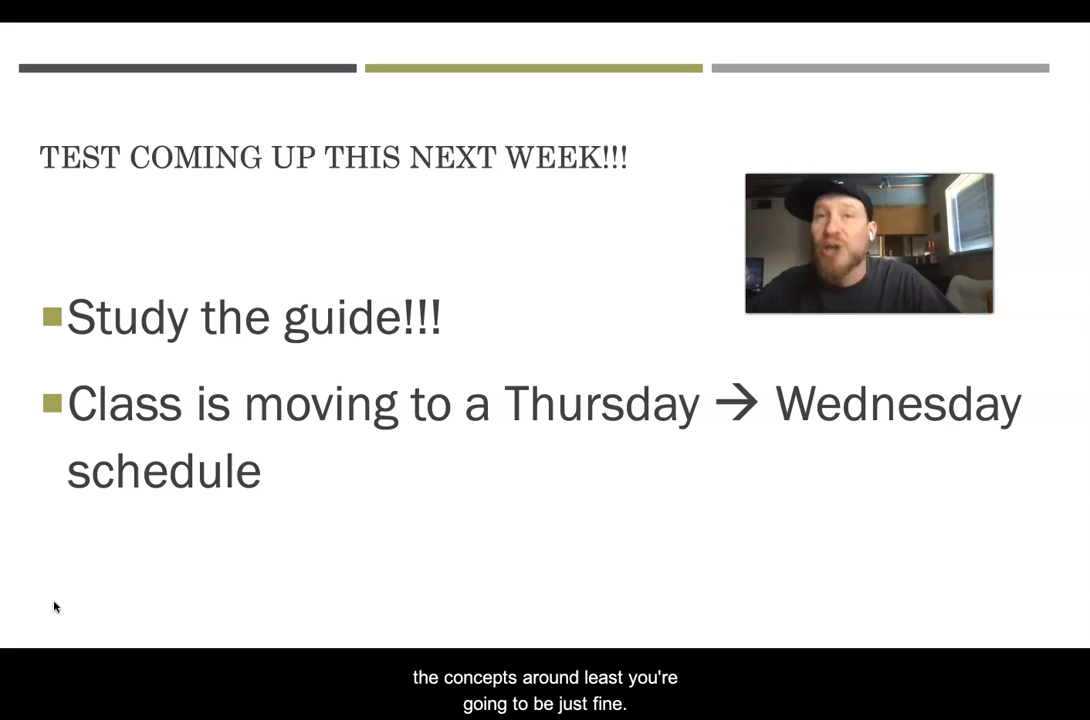 TEST COMING UP THIS NEXT WEEK!!!
Study the guide!!!
Class is moving to a Thursday → Wednesday
schedule
the concepts around least you're
going to be just fine.